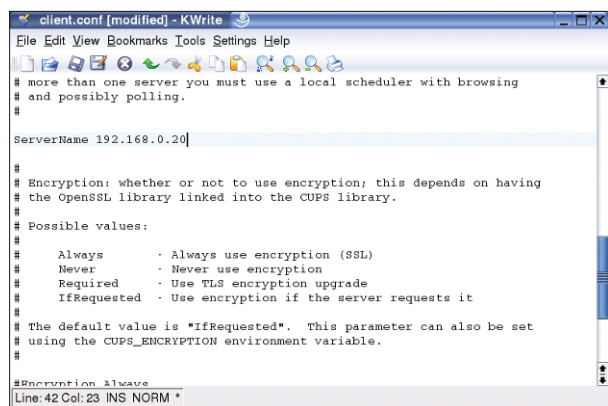 client.conf [modified] - KWrite
File Edit View Bookmarks Tools Settings Help
# more than one server you must use a local scheduler with browsing
# and possibly polling.
#
ServerName 192.168.0.20
#
# Encryption: whether or not to use encryption; this depends on having
# the OpenSSL library linked into the CUPS library.
#
# Possible values:
#
# Always - Always use encryption (SSL)
# Never - Never use encryption
# Required - Use TLS encryption upgrade
# IfRequested - Use encryption if the server requests it
#
# The default value is "IfRequested". This parameter can also be set
# using the CUPS_ENCRYPTION environment variable.
#
#Encryption Always
Line: 42 Col: 23 INS NORM *